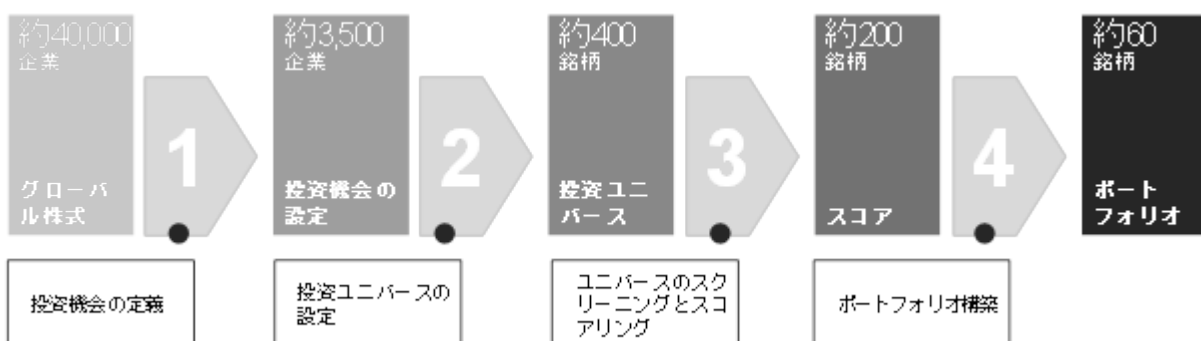 約40,000
企業
グローバ
ル株式
1
約3,500
企業
投資機会の
設定
2
約400
銘柄
投資ユニ
バース
3
約200
銘柄
スコア
4
約60
銘柄
ポート
フォリオ
投資機会の定義
投資ユニバースの
設定
ユニバースのスク
リーニングとスコ
アリング
ポートフォリオ構築